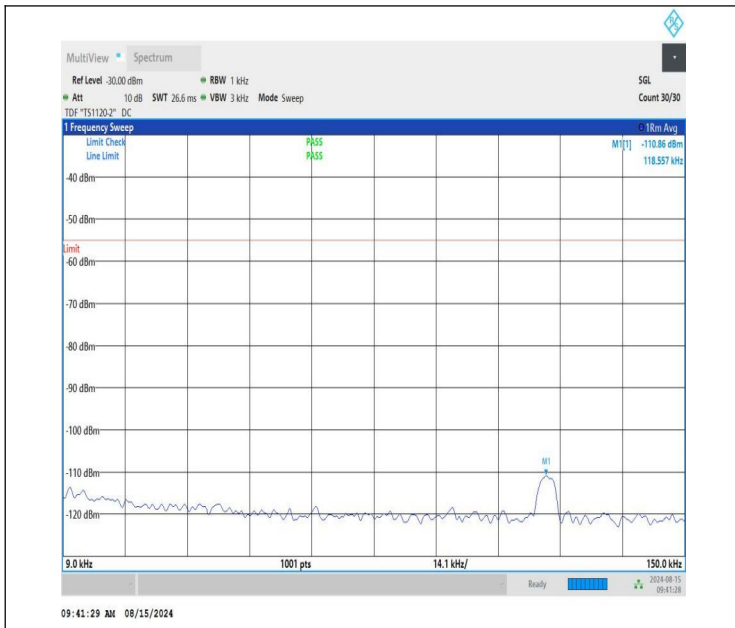 MultiView Spectrum
Ref Level -30.00 dBm RBW 1 kHz SGL
Att 10 dB SWT 26.6 ms VBW 3 kHz Mode Sweep Count 30/30
TDF "TS1120-2" DC
1 Frequency Sweep 1Rm Avg
Limit Check PASS M1[1] -110.86 dBm
Line Limit PASS 118.557 kHz
-40 dBm
-50 dBm
Limit
-60 dBm
-70 dBm
-80 dBm
-90 dBm
-100 dBm
M1
-110 dBm
-120 dBm
9.0 kHz 1001 pts 14.1 kHz/ 150.0 kHz
Ready 2024-08-15
09:41:28
09:41:29 AM 08/15/2024